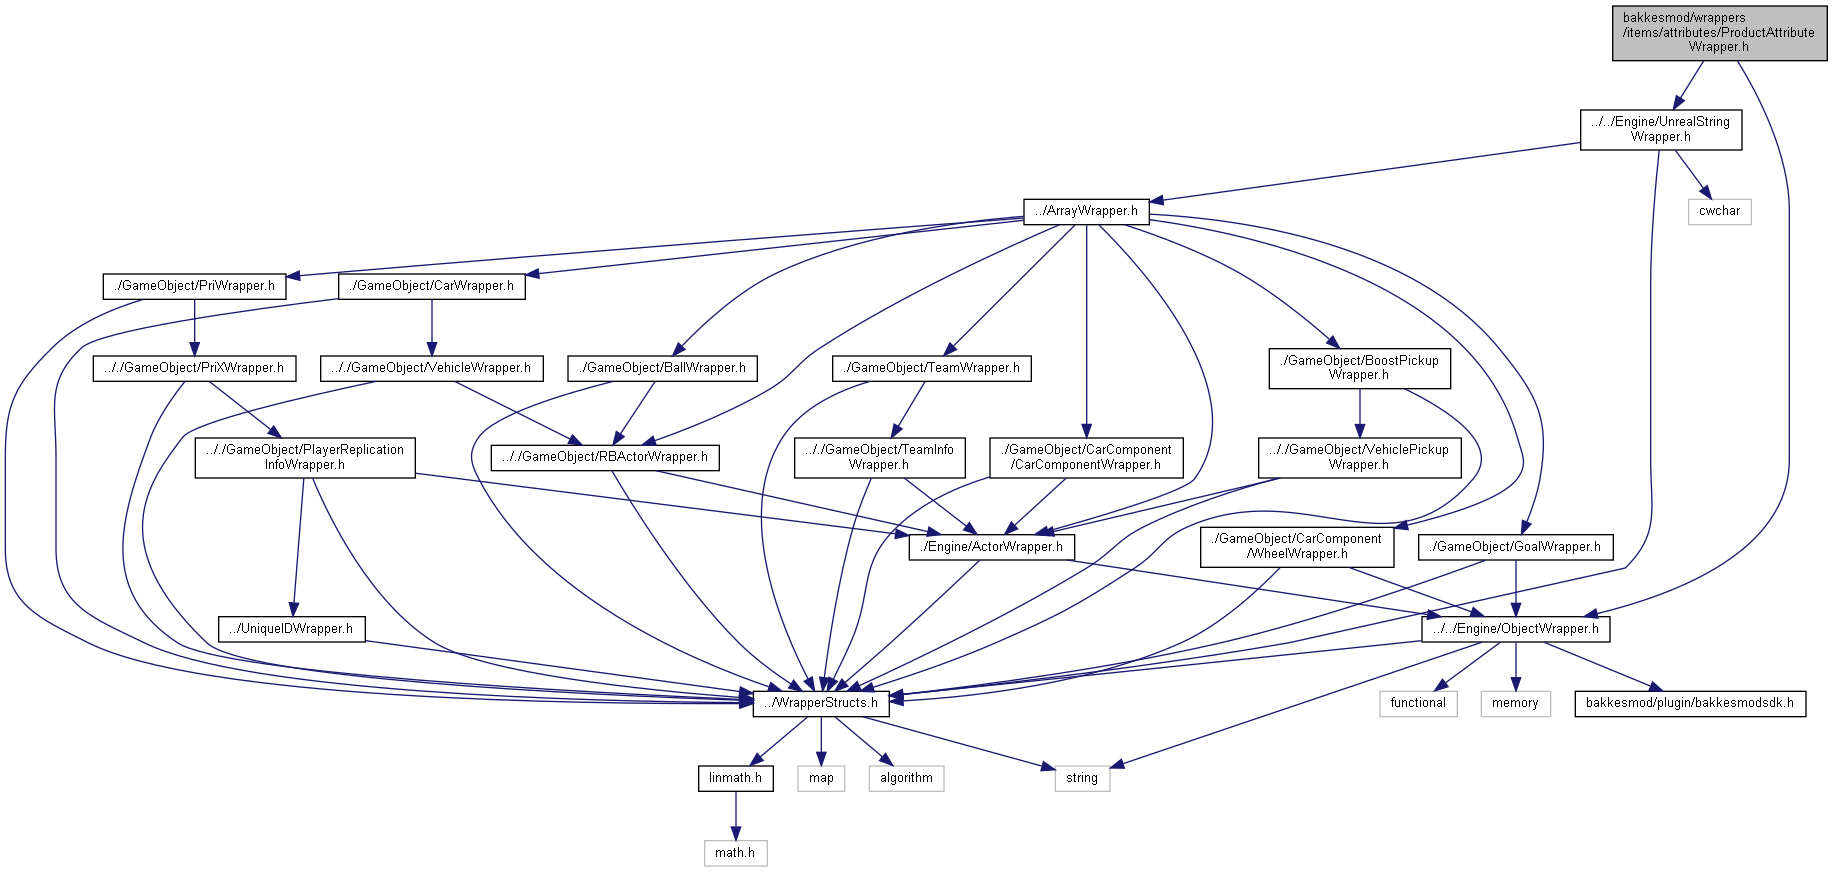 bakkesmod/wrappers
/items/attributes/ProductAttribute
Wrapper.h
../../Engine/UnrealString
Wrapper.h
../ArrayWrapper.h
cwchar
./GameObject/PriWrapper.h
./GameObject/CarWrapper.h
.././GameObject/PriXWrapper.h
.././GameObject/VehicleWrapper.h
./GameObject/BallWrapper.h
./GameObject/TeamWrapper.h
./GameObject/BoostPickup
Wrapper.h
.././GameObject/PlayerReplication
InfoWrapper.h
.././GameObject/RBActorWrapper.h
.././GameObject/TeamInfo
Wrapper.h
./GameObject/CarComponent
/CarComponentWrapper.h
.././GameObject/VehiclePickup
Wrapper.h
./Engine/ActorWrapper.h
./GameObject/CarComponent
/WheelWrapper.h
./GameObject/GoalWrapper.h
../UniqueIDWrapper.h
../../Engine/ObjectWrapper.h
../WrapperStructs.h
functional
memory
bakkesmod/plugin/bakkesmodsdk.h
linmath.h
map
algorithm
string
math.h